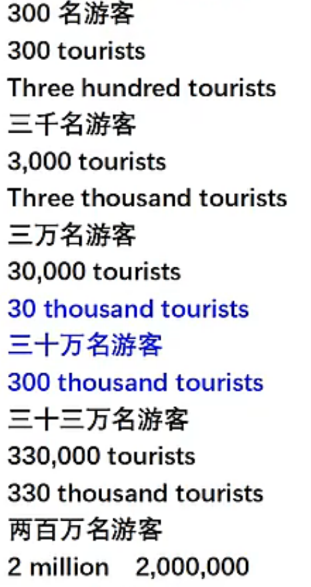 300 名游客
300 tourists
Three hundred tourists
三千名游客
3,000 tourists
Three thousand tourists
三万名游客
30,000 tourists
30 thousand tourists
三十万名游客
300 thousand tourists
三十三万名游客
330,000 tourists
330 thousand tourists
两百万名游客
2 million 2,000,000